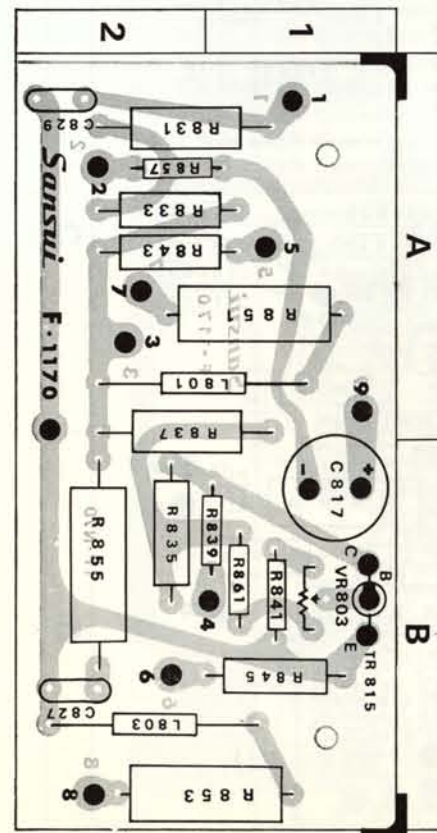 2 1
1
C829
R831
2
R857
R833
R843
5
7
R851
A
Sansui
F-1170
3
L801
9
R837
C817
- +
R835
R839
R855
R861
R841
C
B
VR803
E
TR815
B
4
6
R845
C827
L803
8
R853